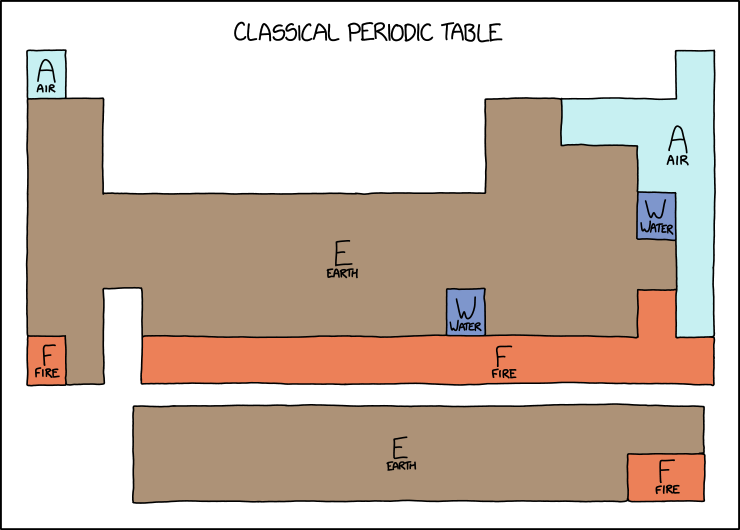 CLASSICAL PERIODIC TABLE
A
AIR
A
AIR
W
WATER
E
EARTH
W
WATER
F
FIRE
F
FIRE
E
EARTH
F
FIRE